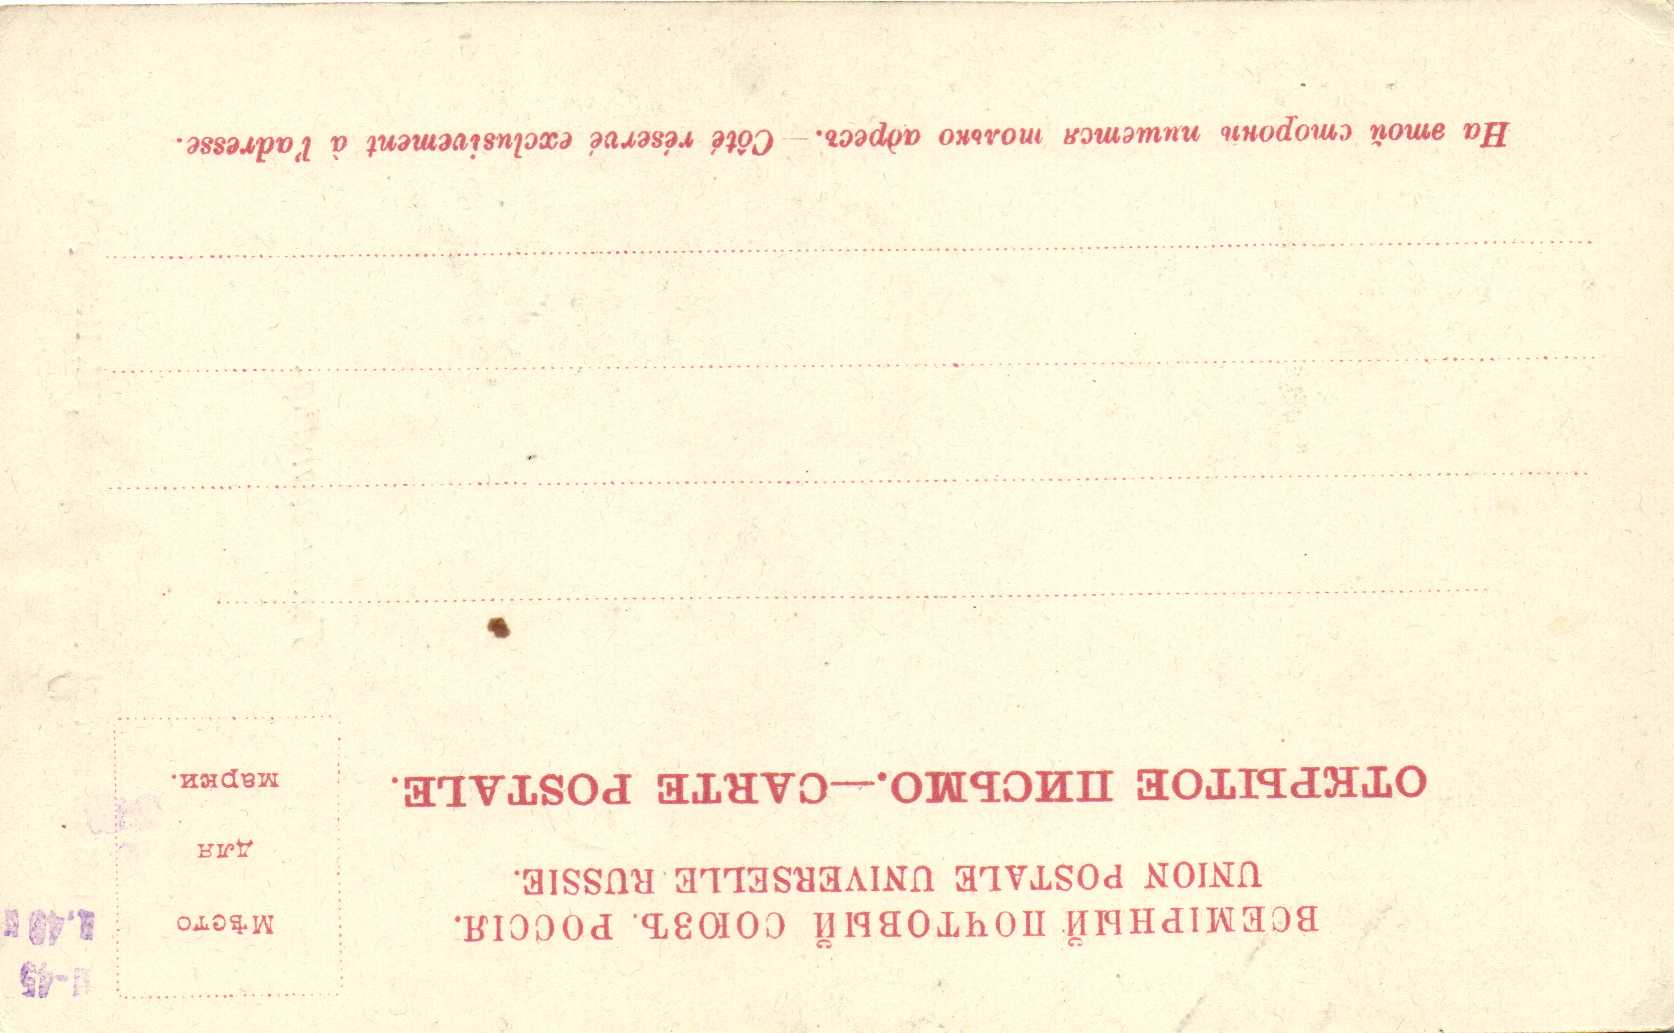 ВСЕМІРНЫЙ ПОЧТОВЫЙ СОЮЗЪ. РОССІЯ.
UNION POSTALE UNIVERSELLE RUSSIE.
ОТКРЫТОЕ ПИСЬМО.—CARTE POSTALE.
Мѣсто
для
марки.
На этой сторонѣ пишется только адресъ. — Côté réservé exclusivement à l'adresse.